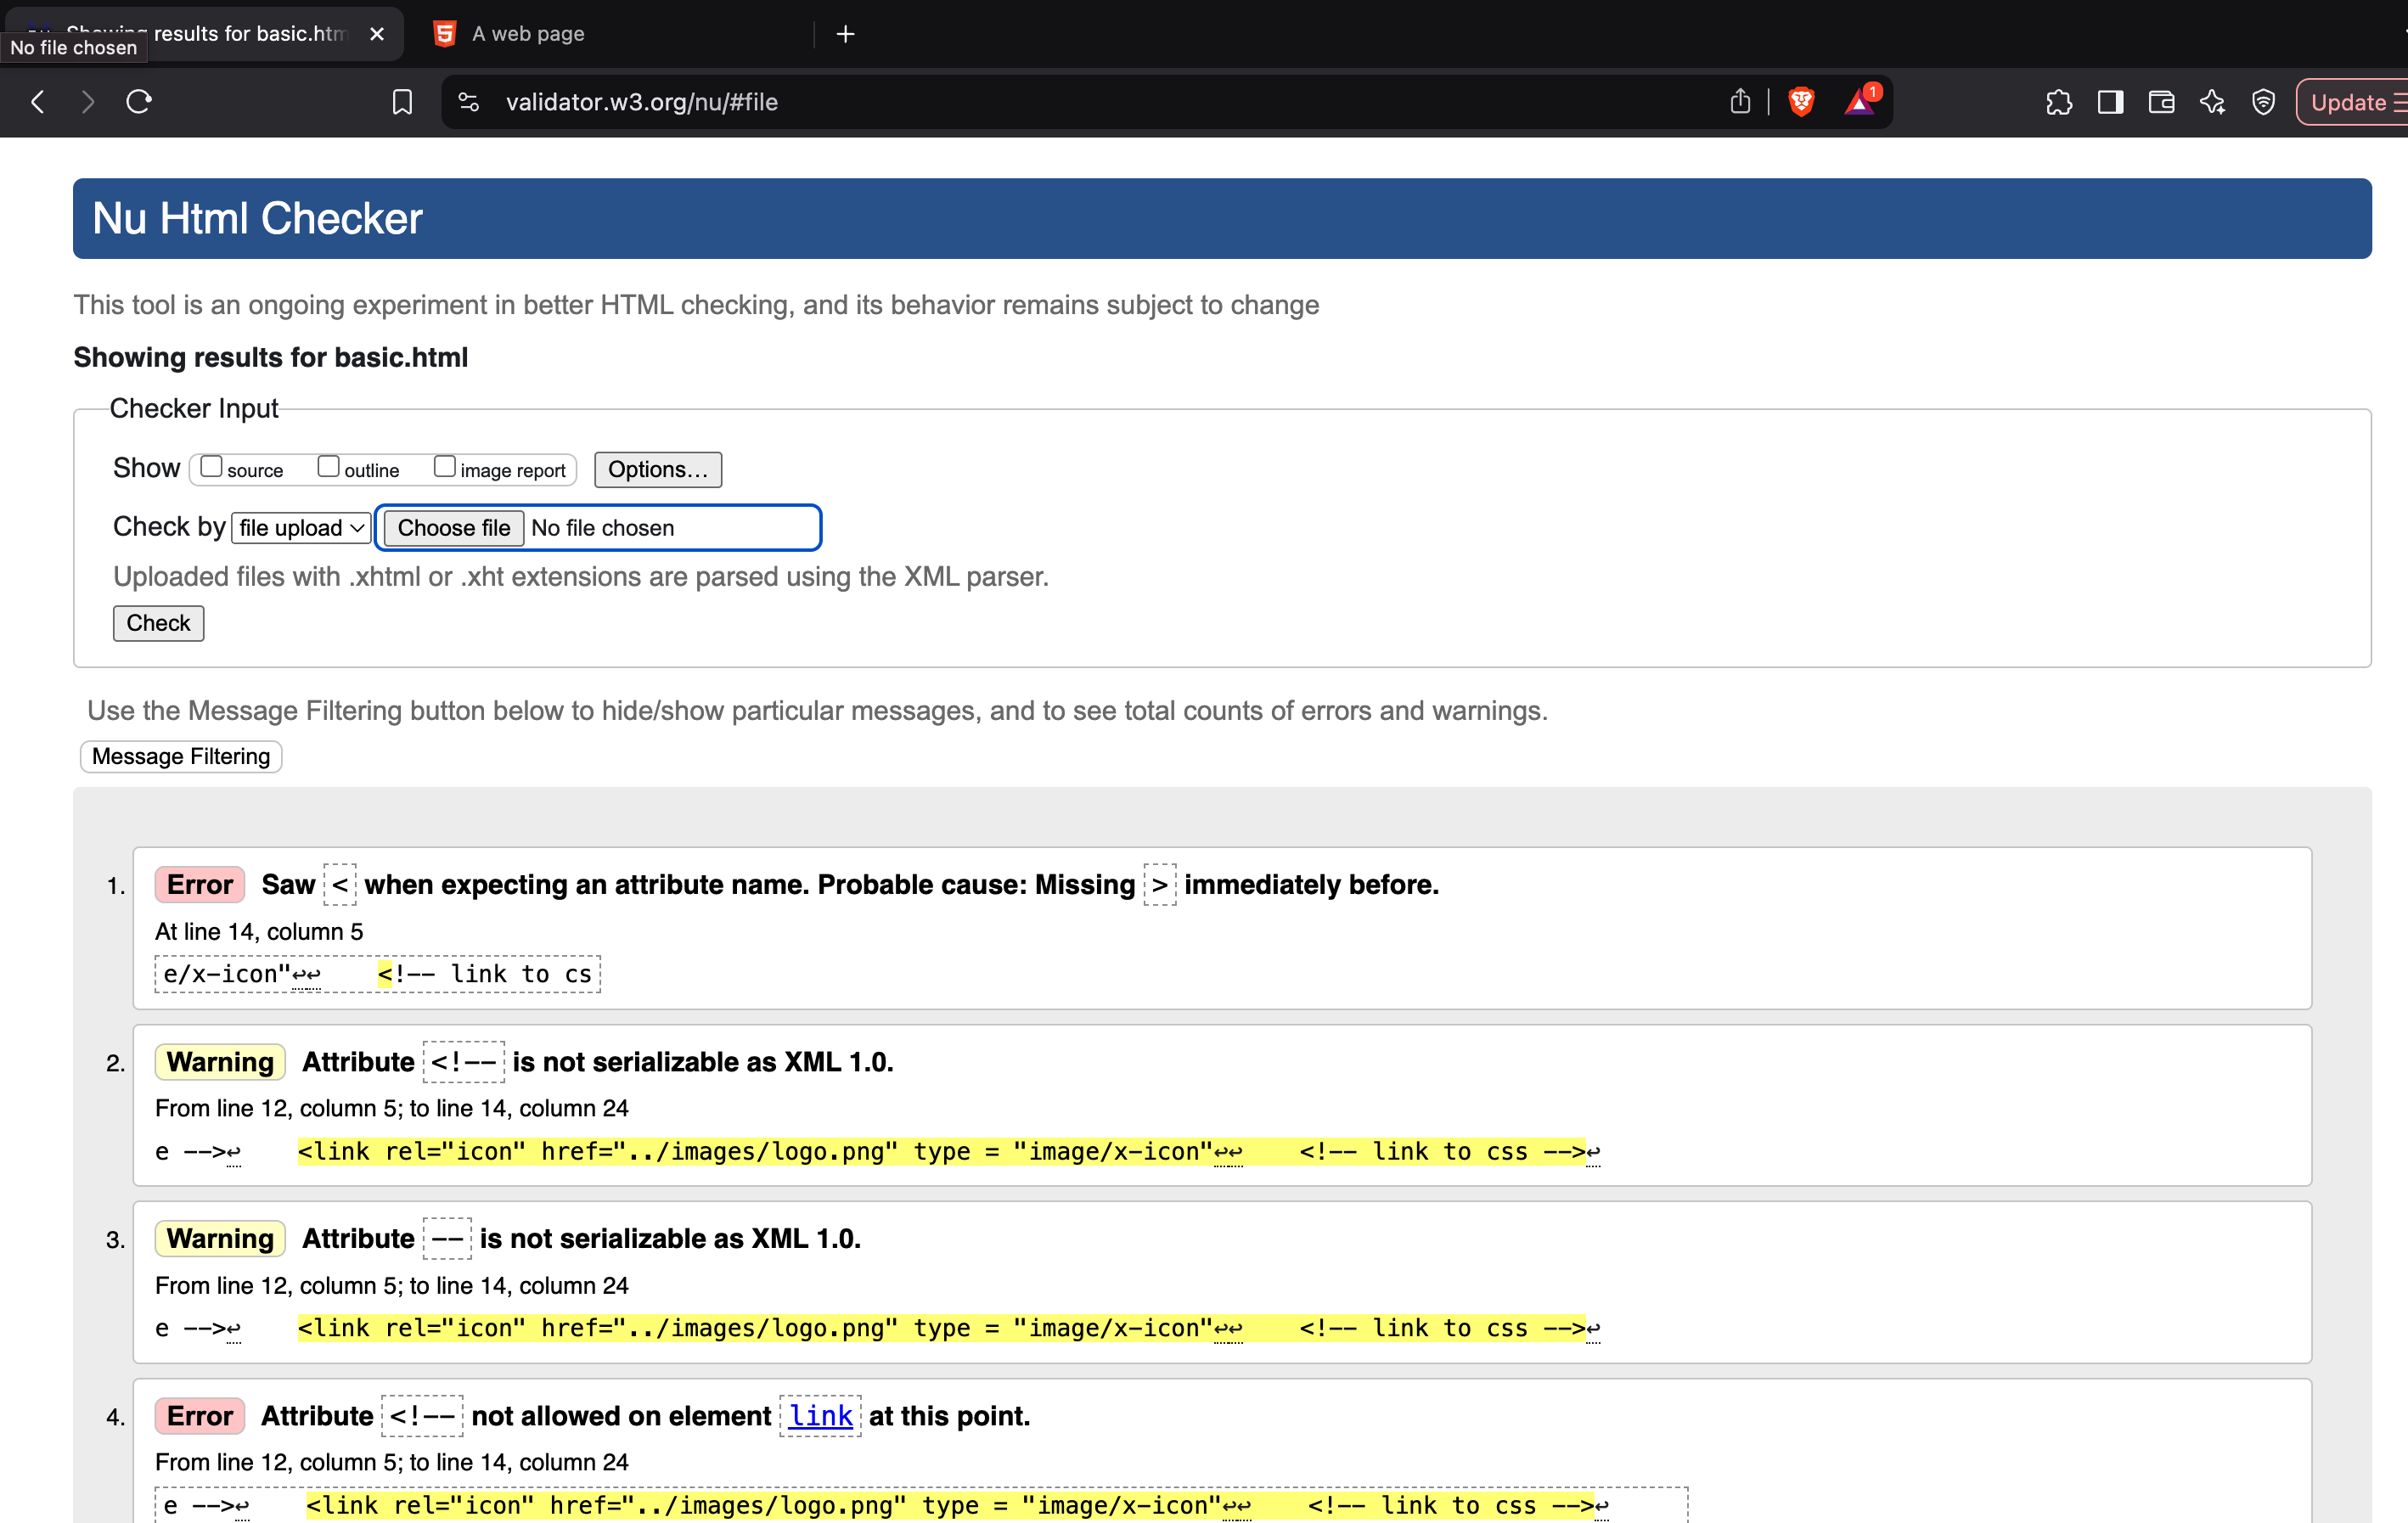 Showing results for basic.htm
No file chosen
A web page
validator.w3.org/nu/#file
1
Update
Nu Html Checker
This tool is an ongoing experiment in better HTML checking, and its behavior remains subject to change
Showing results for basic.html
Checker Input
Show source outline image report Options...
Check by file upload Choose file No file chosen
Uploaded files with .xhtml or .xht extensions are parsed using the XML parser.
Check
Use the Message Filtering button below to hide/show particular messages, and to see total counts of errors and warnings.
Message Filtering
1. Error Saw < when expecting an attribute name. Probable cause: Missing > immediately before.
At line 14, column 5
e/x-icon"↩↩    <!-- link to cs
2. Warning Attribute <!-- is not serializable as XML 1.0.
From line 12, column 5; to line 14, column 24
e -->↩    <link rel="icon" href="../images/logo.png" type = "image/x-icon"↩↩    <!-- link to css -->↩
3. Warning Attribute -- is not serializable as XML 1.0.
From line 12, column 5; to line 14, column 24
e -->↩    <link rel="icon" href="../images/logo.png" type = "image/x-icon"↩↩    <!-- link to css -->↩
4. Error Attribute <!-- not allowed on element link at this point.
From line 12, column 5; to line 14, column 24
e -->↩    <link rel="icon" href="../images/logo.png" type = "image/x-icon"↩↩    <!-- link to css -->↩